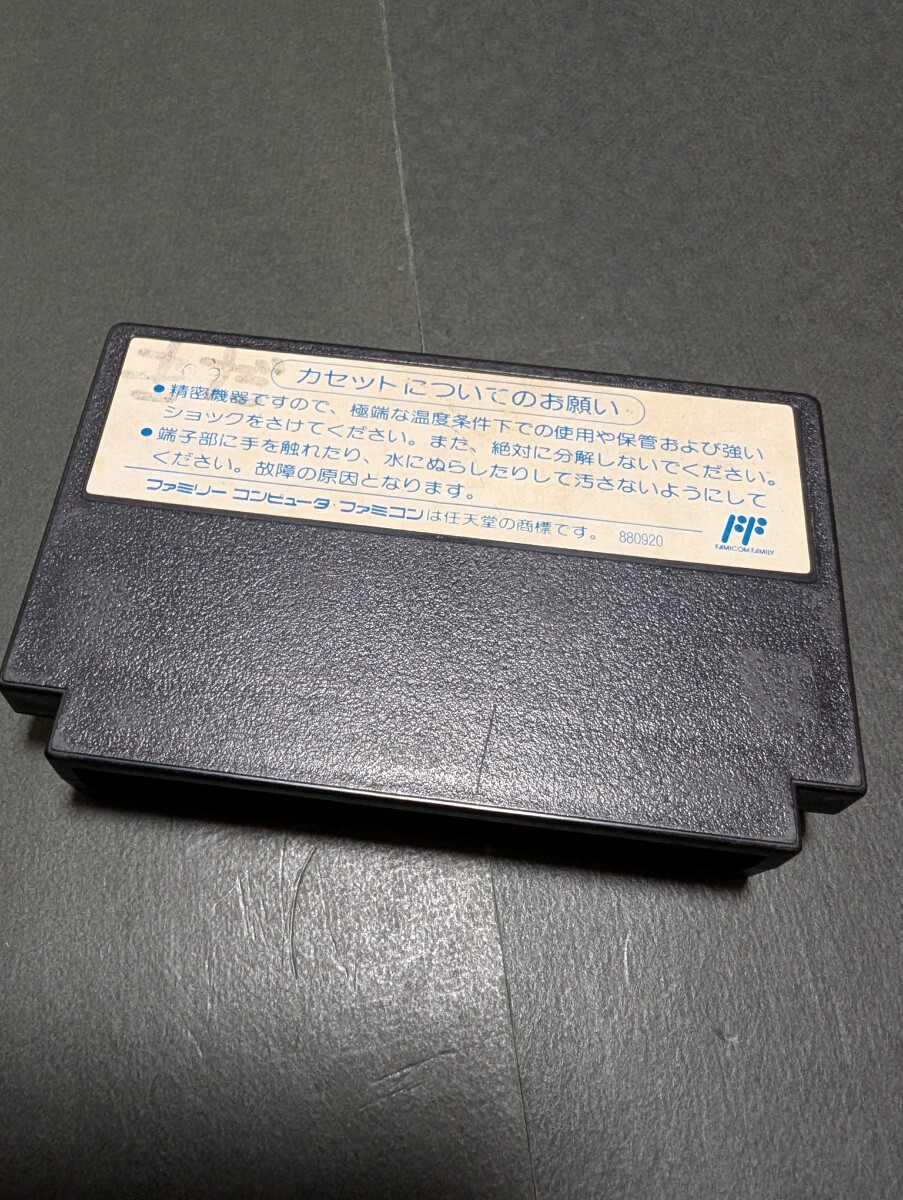 カセットについてのお願い
●精密機器ですので、極端な温度条件下での使用や保管および強い
ショックをさけてください。また、絶対に分解しないでください。
●端子部に手を触れたり、水にぬらしたりして汚さないようにして
ください。故障の原因となります。
ファミリー コンピュータ・ファミコンは任天堂の商標です。 880920
FAMICOM FAMILY